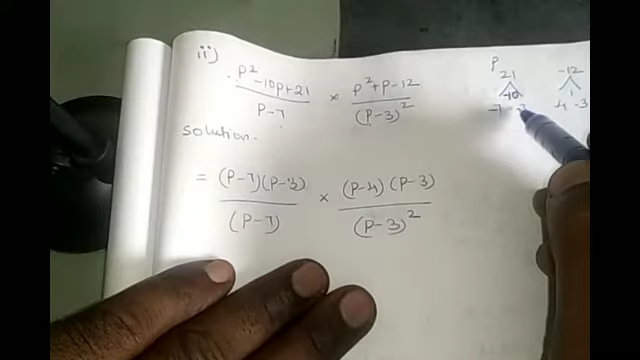 ii)
p²-10p+21 / p-7 × p²+p-12 / (p-3)²
P
21
-10
-7 -3
-12
1
4 -3
Solution.
= (p-7)(p-3) / (p-7) × (p-4)(p-3) / (p-3)²